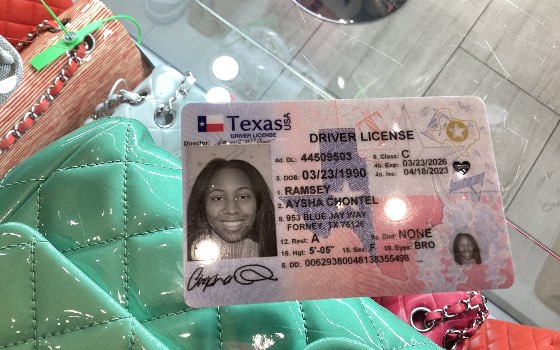 Texas USA
DRIVER LICENSE
Director:
DRIVER LICENSE
4d. DL: 44509503 9. Class: C
4b. Exp: 03/23/2026
3. DOB: 03/23/1990 4a. Iss: 04/18/2023
1. RAMSEY
2. AYSHA CHONTEL
8. 953 BLUE JAY WAY
FORNEY, TX 75126
12. Rest: A 9a. End: NONE
16. Hgt: 5'-05" 15. Sex: F 18. Eyes: BRO
5. DD: 00629380048138355498